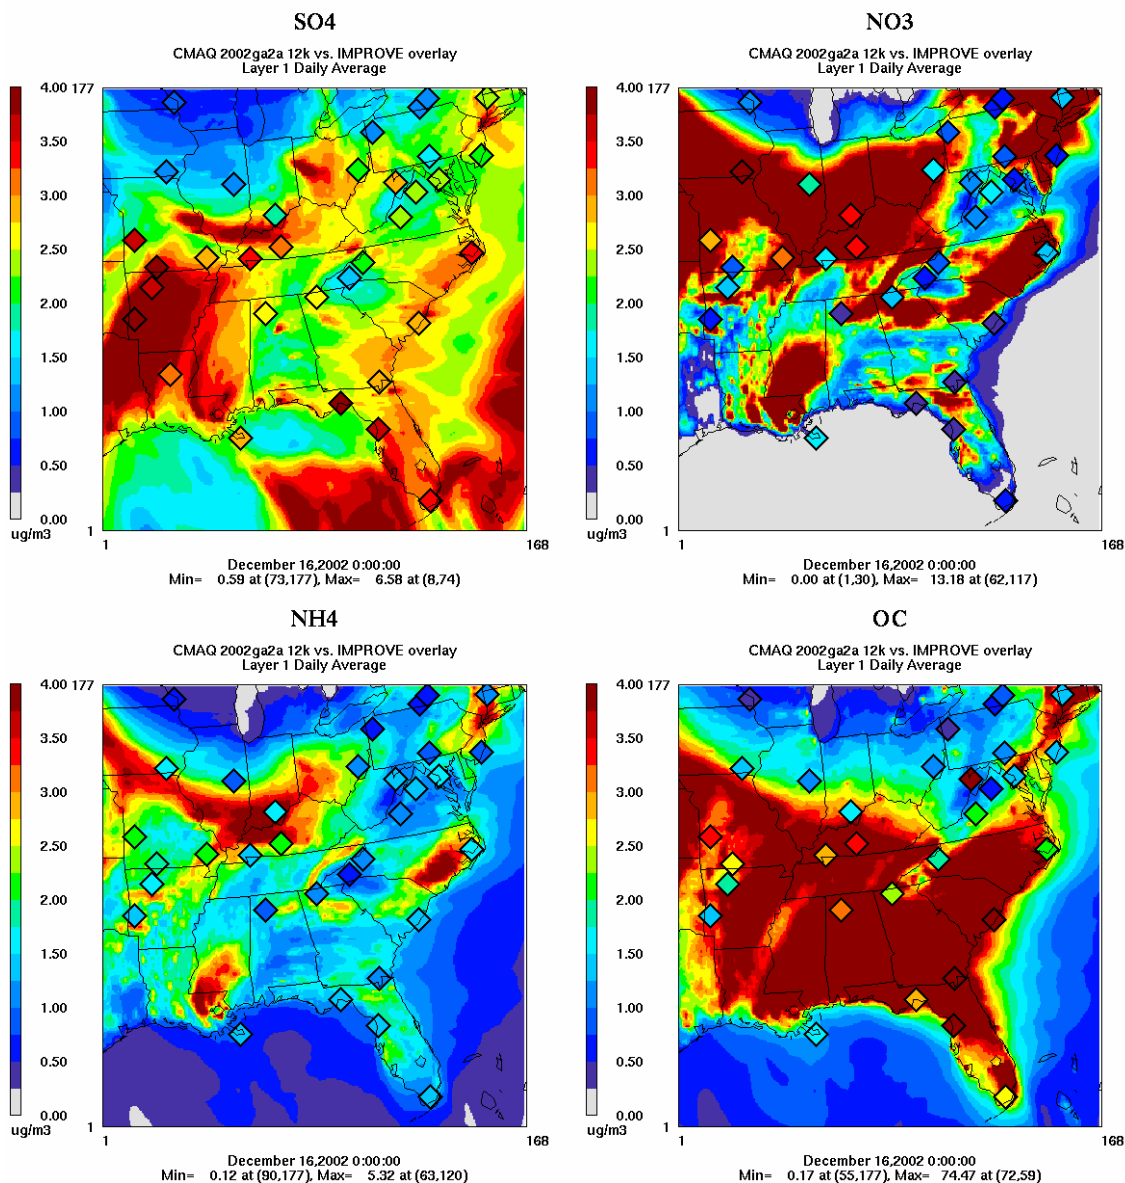 SO4
CMAQ 2002ga2a 12k vs. IMPROVE overlay
Layer 1 Daily Average
4.00 177
3.50
3.00
2.50
2.00
1.50
1.00
0.50
0.00
ug/m3
1
1
168
December 16,2002 0:00:00
Min= 0.59 at (73,177), Max= 6.58 at (8,74)
NO3
CMAQ 2002ga2a 12k vs. IMPROVE overlay
Layer 1 Daily Average
4.00 177
3.50
3.00
2.50
2.00
1.50
1.00
0.50
0.00
ug/m3
1
1
168
December 16,2002 0:00:00
Min= 0.00 at (1,30), Max= 13.18 at (62,117)
NH4
CMAQ 2002ga2a 12k vs. IMPROVE overlay
Layer 1 Daily Average
4.00 177
3.50
3.00
2.50
2.00
1.50
1.00
0.50
0.00
ug/m3
1
1
168
December 16,2002 0:00:00
Min= 0.12 at (90,177), Max= 5.32 at (63,120)
OC
CMAQ 2002ga2a 12k vs. IMPROVE overlay
Layer 1 Daily Average
4.00 177
3.50
3.00
2.50
2.00
1.50
1.00
0.50
0.00
ug/m3
1
1
168
December 16,2002 0:00:00
Min= 0.17 at (55,177), Max= 74.47 at (72,59)